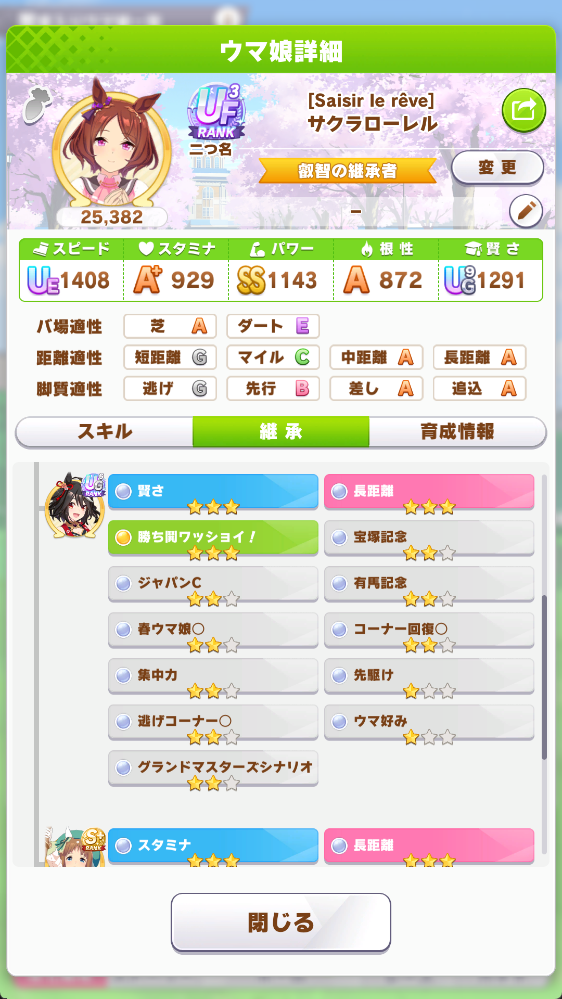 ウマ娘詳細
UF3
RANK
[Saisir le rêve]
サクラローレル
二つ名
叡智の継承者
変更
25,382
－
スピード スタミナ パワー 根性 賢さ
UE 1408 A+ 929 SS 1143 A 872 UG9 1291
バ場適性 芝 A ダート E
距離適性 短距離 G マイル C 中距離 A 長距離 A
脚質適性 逃げ G 先行 B 差し A 追込 A
スキル 継承 育成情報
賢さ 長距離
勝ち鬨ワッショイ！ 宝塚記念
ジャパンC 有馬記念
春ウマ娘○ コーナー回復○
集中力 先駆け
逃げコーナー○ ウマ好み
グランドマスターズシナリオ
スタミナ 長距離
閉じる